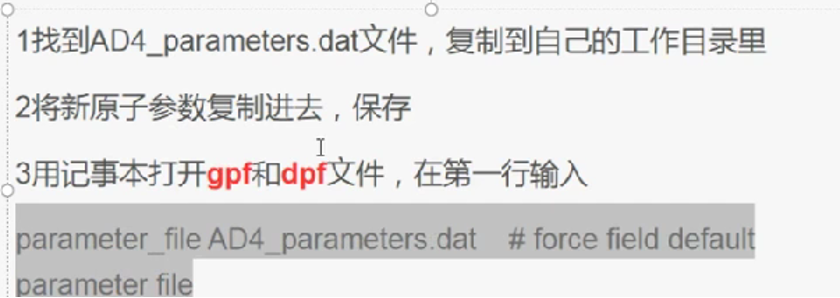 1找到AD4_parameters.dat文件，复制到自己的工作目录里
2将新原子参数复制进去，保存
3用记事本打开gpf和dpf文件，在第一行输入
parameter_file AD4_parameters.dat    # force field default
parameter file